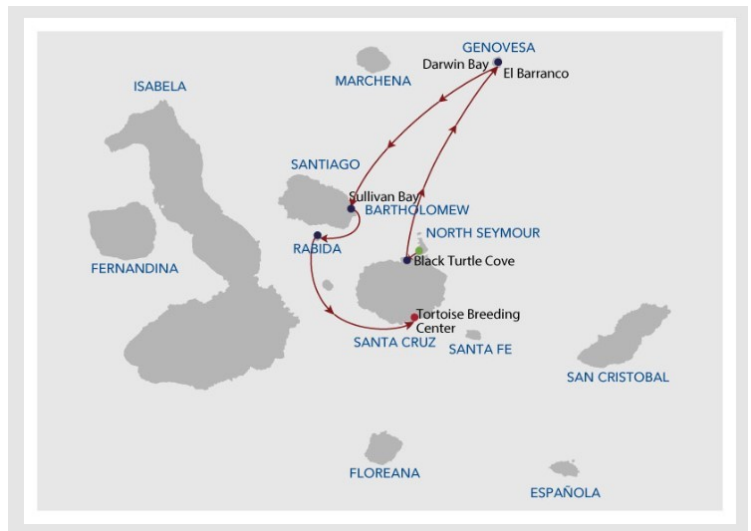 GENOVESA
Darwin Bay
El Barranco
MARCHENA
ISABELA
SANTIAGO
Sullivan Bay
BARTHOLOMEW
NORTH SEYMOUR
RABIDA
Black Turtle Cove
FERNANDINA
Tortoise Breeding
Center
SANTA CRUZ
SANTA FE
SAN CRISTOBAL
FLOREANA
ESPAÑOLA